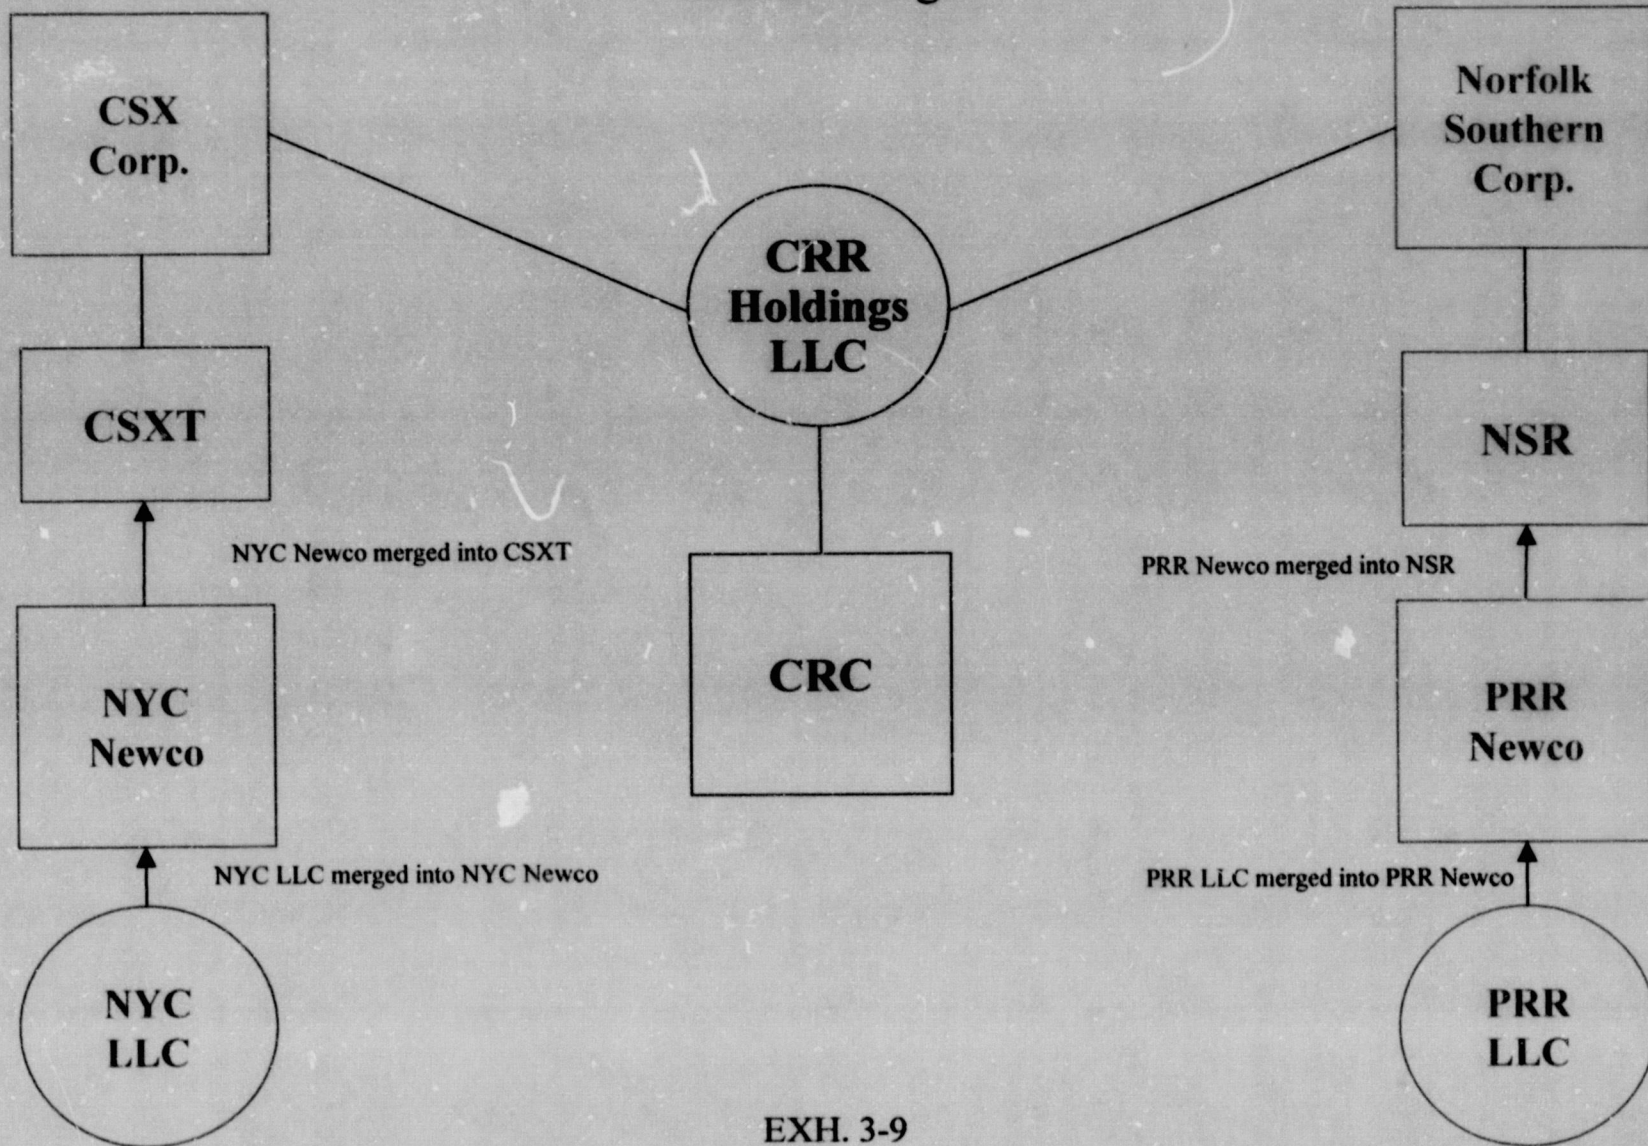 CSX
Corp.
Norfolk
Southern
Corp.
CRR
Holdings
LLC
CSXT
NSR
NYC Newco merged into CSXT
PRR Newco merged into NSR
NYC
Newco
CRC
PRR
Newco
NYC LLC merged into NYC Newco
PRR LLC merged into PRR Newco
NYC
LLC
PRR
LLC
EXH. 3-9